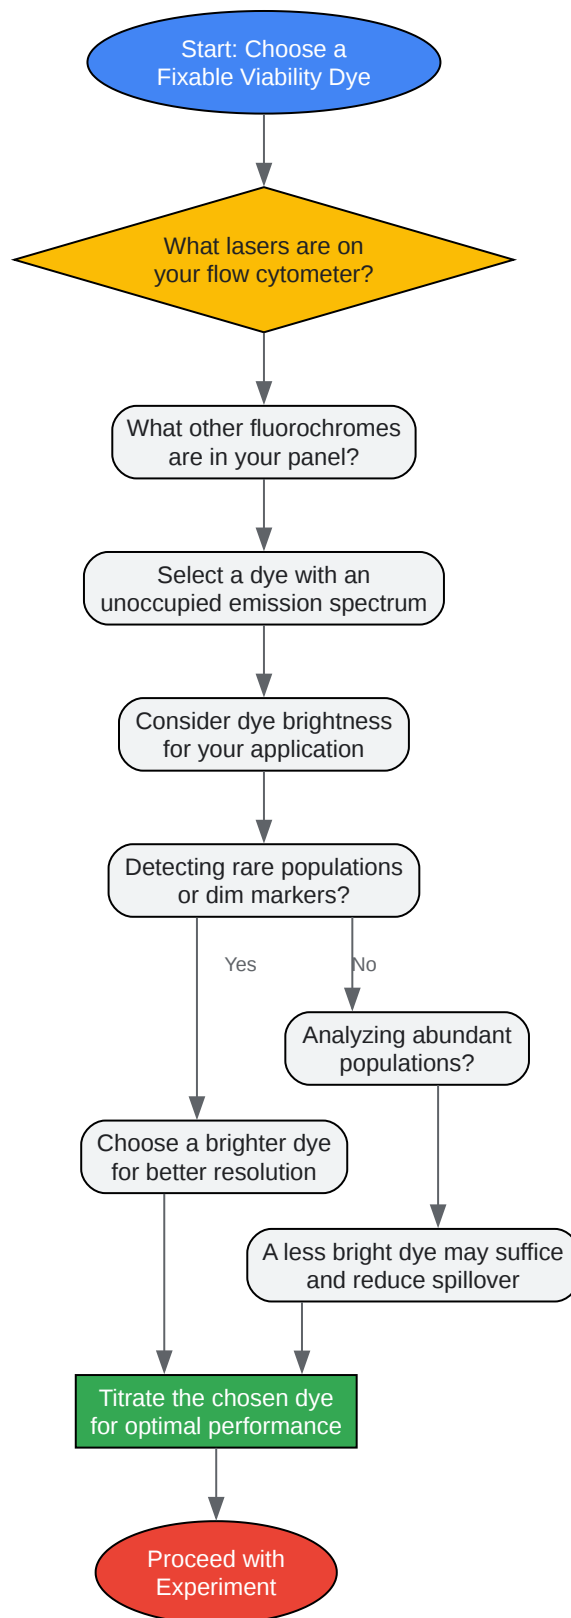 Start: Choose a
Fixable Viability Dye
What lasers are on
your flow cytometer?
What other fluorochromes
are in your panel?
Select a dye with an
unoccupied emission spectrum
Consider dye brightness
for your application
Detecting rare populations
or dim markers?
Yes
No
Analyzing abundant
populations?
Choose a brighter dye
for better resolution
A less bright dye may suffice
and reduce spillover
Titrate the chosen dye
for optimal performance
Proceed with
Experiment